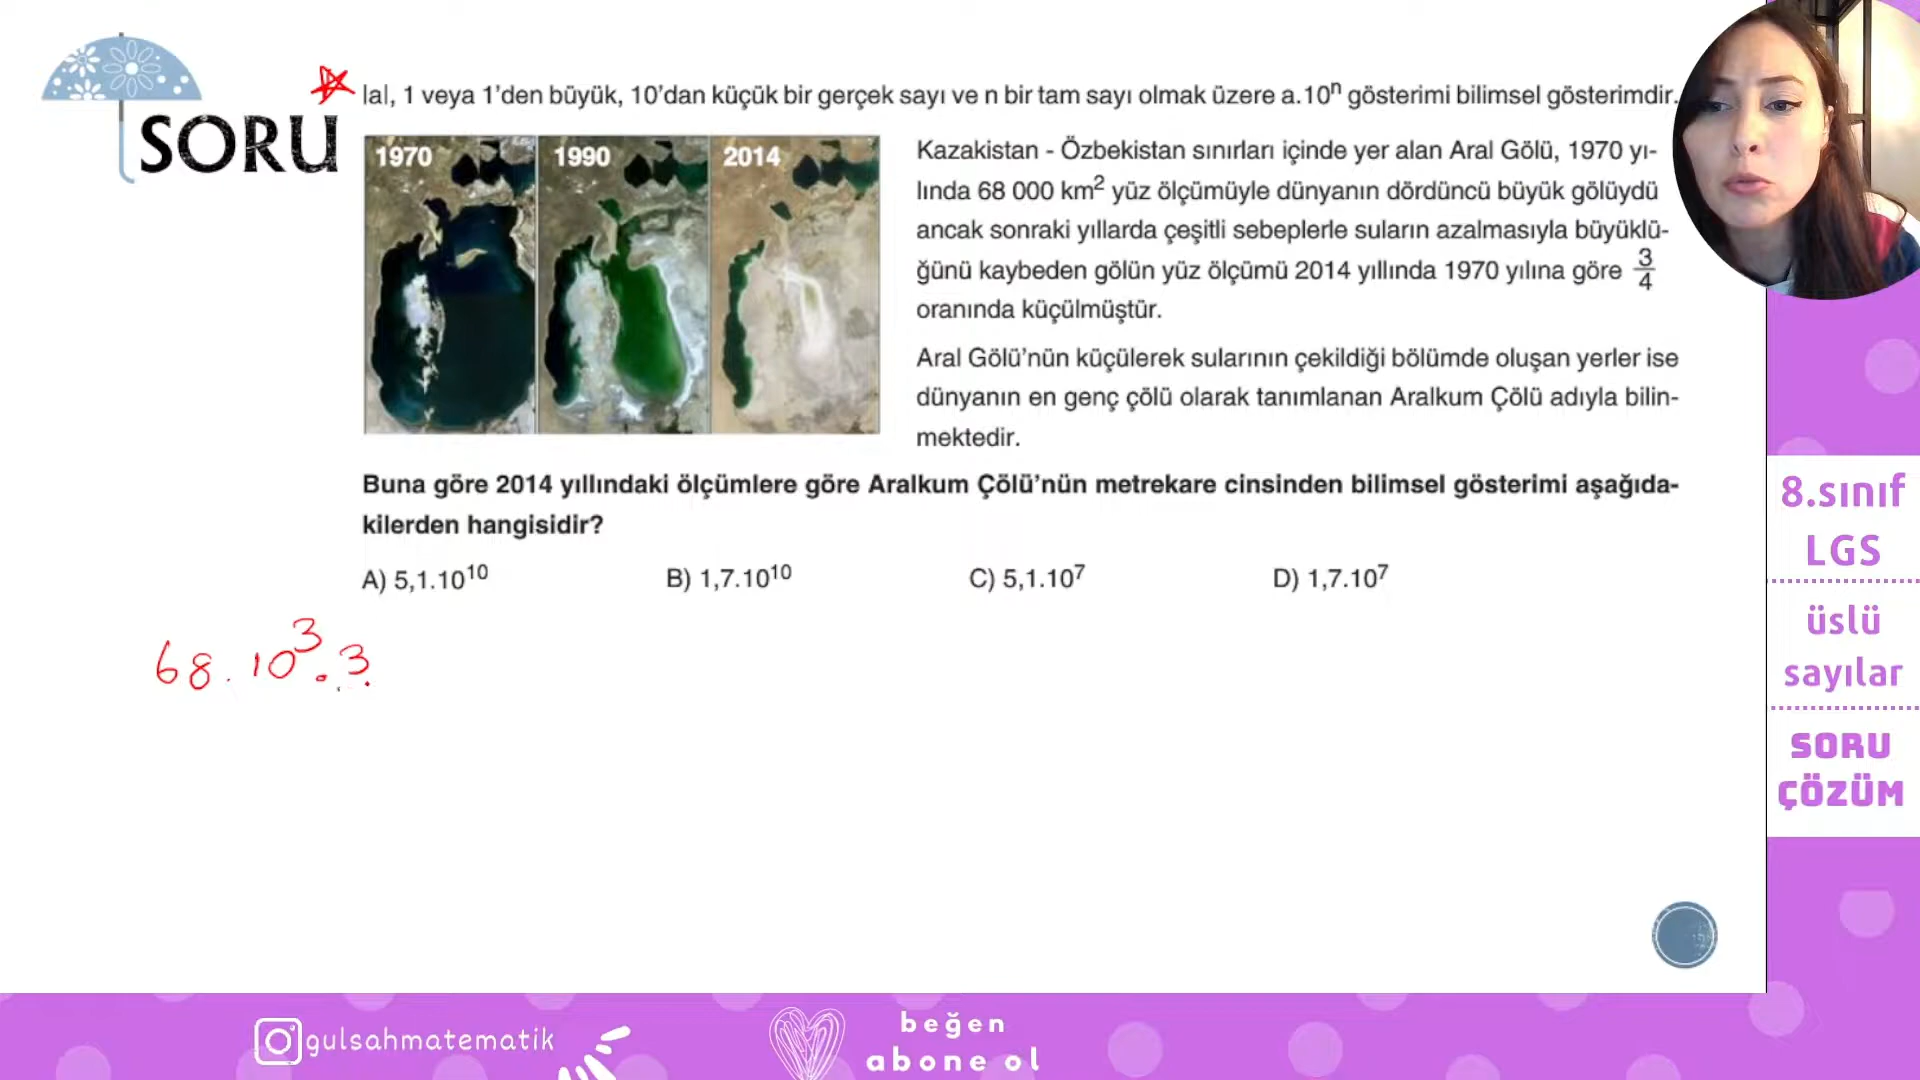 SORU
|a|, 1 veya 1’den büyük, 10’dan küçük bir gerçek sayı ve n bir tam sayı olmak üzere a.10ⁿ gösterimi bilimsel gösterimdir.
1970
1990
2014
Kazakistan - Özbekistan sınırları içinde yer alan Aral Gölü, 1970 yı-
lında 68 000 km² yüz ölçümüyle dünyanın dördüncü büyük gölüydü
ancak sonraki yıllarda çeşitli sebeplerle suların azalmasıyla büyüklü-
ğünü kaybeden gölün yüz ölçümü 2014 yıllında 1970 yılına göre 3/4
oranında küçülmüştür.
Aral Gölü’nün küçülerek sularının çekildiği bölümde oluşan yerler ise
dünyanın en genç çölü olarak tanımlanan Aralkum Çölü adıyla bilin-
mektedir.
Buna göre 2014 yıllındaki ölçümlere göre Aralkum Çölü’nün metrekare cinsinden bilimsel gösterimi aşağıda-
kilerden hangisidir?
A) 5,1.10¹⁰ B) 1,7.10¹⁰ C) 5,1.10⁷ D) 1,7.10⁷
68 . 10³ . 3
8.sınıf
LGS
üslü
sayılar
SORU
ÇÖZÜM
gulsahmatematik
beğen
abone ol